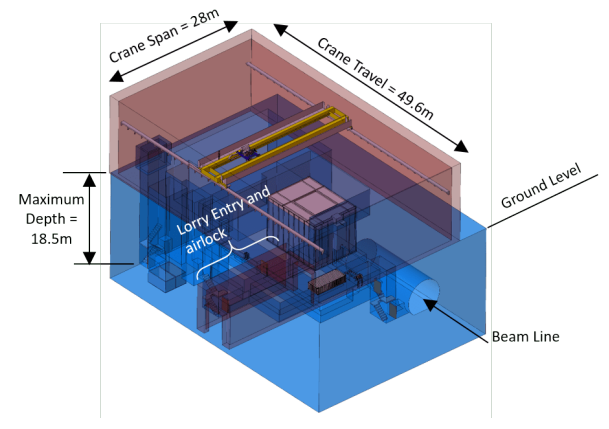 Crane Span = 28m
Crane Travel = 49.6m
Maximum
Depth =
18.5m
Lorry Entry and
airlock
Ground Level
Beam Line